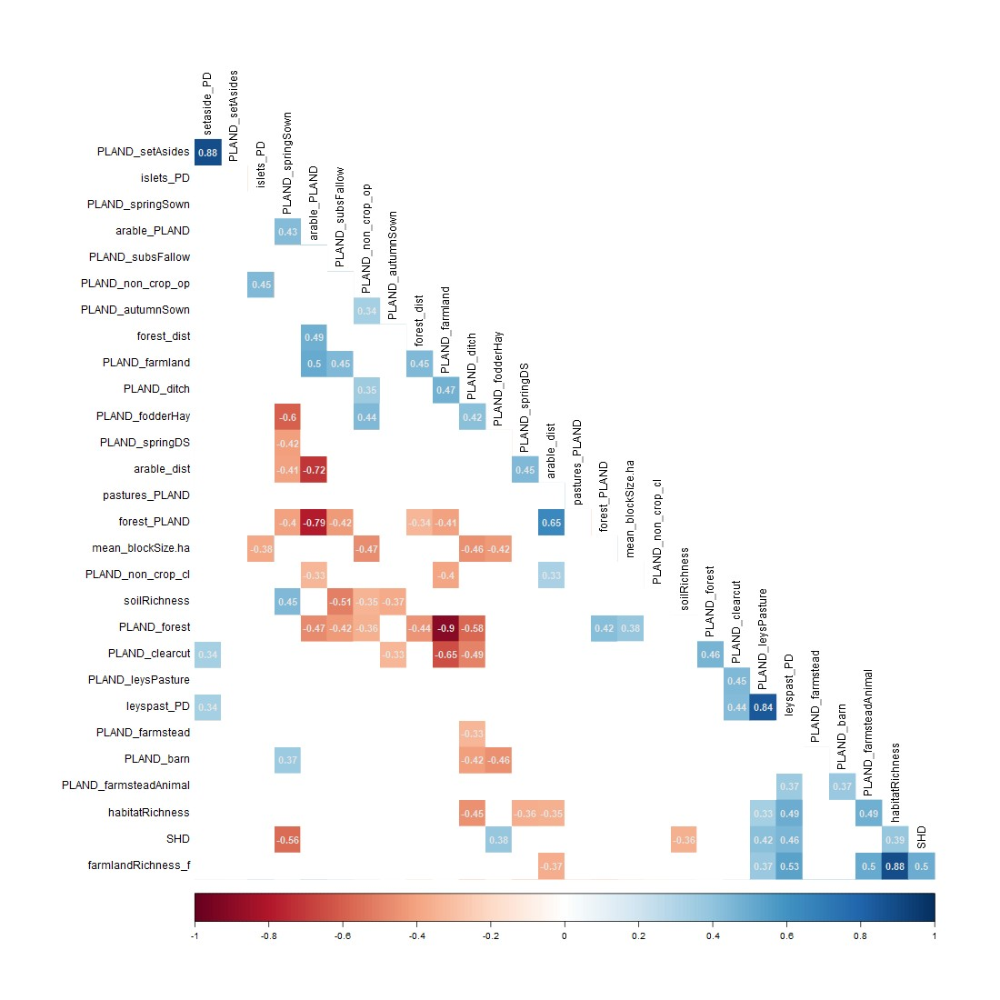 setaside_PD
PLAND_setAsides
PLAND_setAsides 0.88
islets_PD
islets_PD
PLAND_springSown
PLAND_springSown
arable_PLAND
arable_PLAND 0.43
PLAND_subsFallow
PLAND_subsFallow
PLAND_non_crop_op
PLAND_non_crop_op 0.45
PLAND_autumnSown
PLAND_autumnSown 0.34
forest_dist
forest_dist 0.49
PLAND_farmland
PLAND_farmland 0.5 0.45 0.45
PLAND_ditch
PLAND_ditch 0.35 0.47
PLAND_fodderHay
PLAND_fodderHay -0.6 0.44 0.42
PLAND_springDS
PLAND_springDS -0.42
arable_dist
arable_dist -0.41 -0.72 0.45
pastures_PLAND
pastures_PLAND
forest_PLAND
forest_PLAND -0.4 -0.79 -0.42 -0.34 -0.41 0.65
mean_blockSize.ha
mean_blockSize.ha -0.38 -0.47 -0.46 -0.42
PLAND_non_crop_cl
PLAND_non_crop_cl -0.33 -0.4 0.33
soilRichness
soilRichness 0.45 -0.51 -0.35 -0.37
PLAND_forest
PLAND_forest -0.47 -0.42 -0.36 -0.44 -0.9 -0.58 0.42 0.38
PLAND_clearcut
PLAND_clearcut 0.34 -0.33 -0.65 -0.49 0.46
PLAND_leysPasture
PLAND_leysPasture 0.45
leyspast_PD
leyspast_PD 0.34 0.44 0.84
PLAND_farmstead
PLAND_farmstead -0.33
PLAND_barn
PLAND_barn 0.37 -0.42 -0.46
PLAND_farmsteadAnimal
PLAND_farmsteadAnimal 0.37 0.37
habitatRichness
habitatRichness -0.45 -0.36 -0.35 0.33 0.49 0.49
SHD
SHD -0.56 0.38 -0.36 0.42 0.46 0.39
farmlandRichness_f -0.37 0.37 0.53 0.5 0.88 0.5
-1 -0.8 -0.6 -0.4 -0.2 0 0.2 0.4 0.6 0.8 1